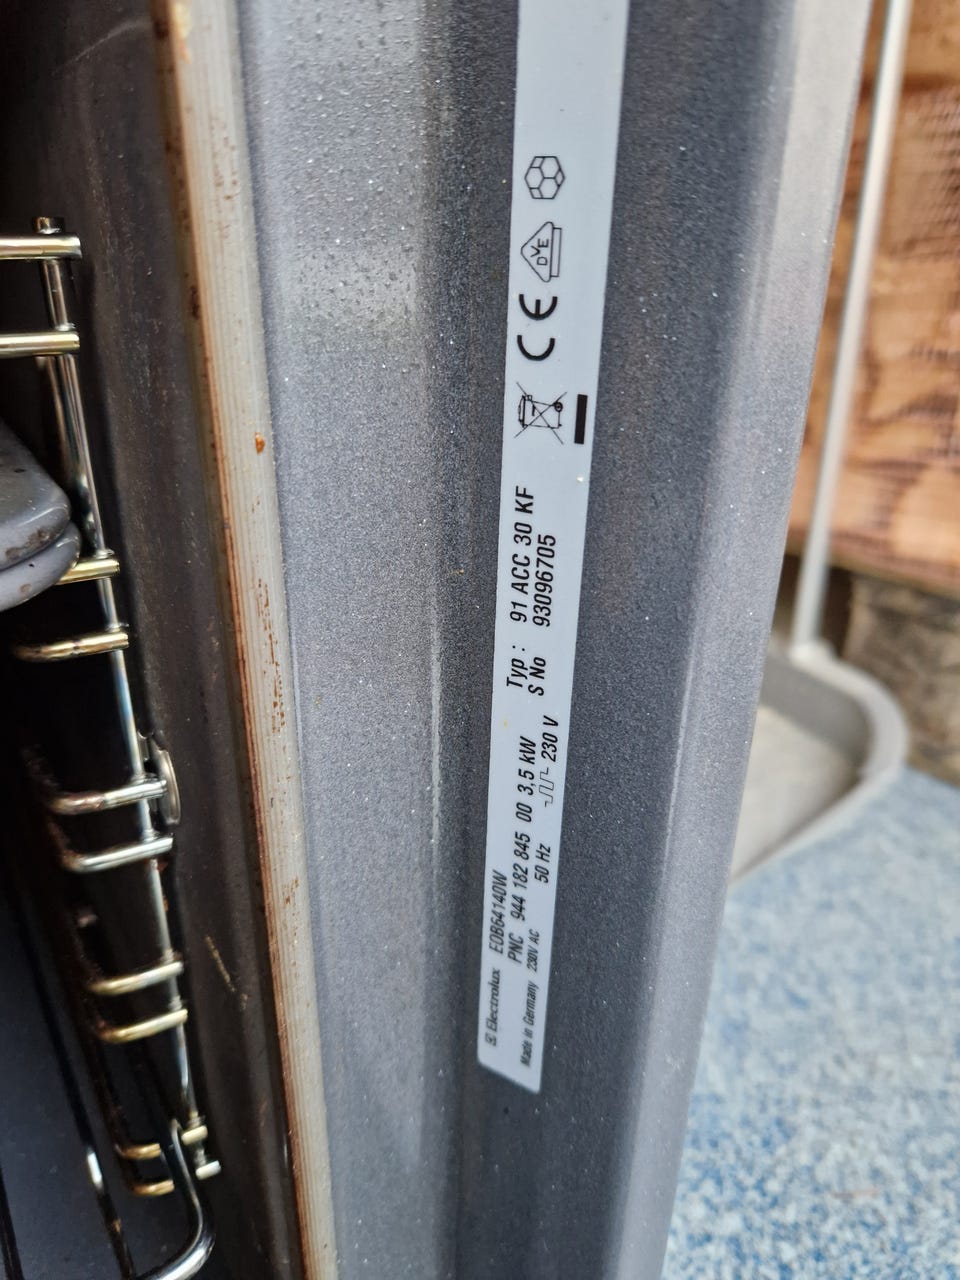 Electrolux EOB64140W
PNC 944 182 845 00 3,5 kW
Made in Germany 230V AC 50 Hz 230 V
Typ : 91 ACC 30 KF
S No 93096705
CE
DVE